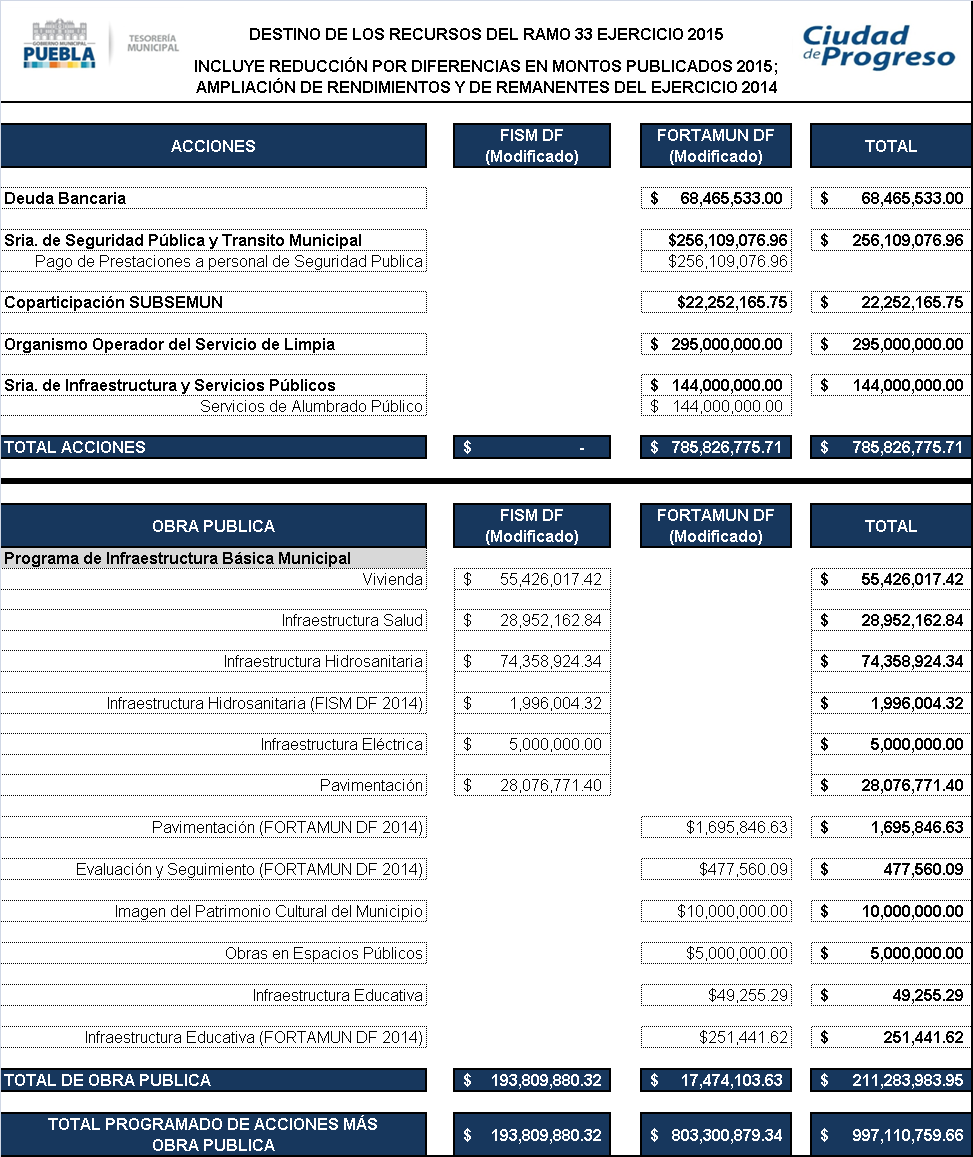 GOBIERNO MUNICIPAL
PUEBLA
TESORERÍA
MUNICIPAL
DESTINO DE LOS RECURSOS DEL RAMO 33 EJERCICIO 2015
INCLUYE REDUCCIÓN POR DIFERENCIAS EN MONTOS PUBLICADOS 2015;
AMPLIACIÓN DE RENDIMIENTOS Y DE REMANENTES DEL EJERCICIO 2014
Ciudad
de Progreso
ACCIONES
FISM DF
(Modificado)
FORTAMUN DF
(Modificado)
TOTAL
Deuda Bancaria $ 68,465,533.00 $ 68,465,533.00
Sria. de Seguridad Pública y Transito Municipal $256,109,076.96 $ 256,109,076.96
Pago de Prestaciones a personal de Seguridad Publica $256,109,076.96
Coparticipación SUBSEMUN $22,252,165.75 $ 22,252,165.75
Organismo Operador del Servicio de Limpia $ 295,000,000.00 $ 295,000,000.00
Sria. de Infraestructura y Servicios Públicos $ 144,000,000.00 $ 144,000,000.00
Servicios de Alumbrado Público $ 144,000,000.00
TOTAL ACCIONES $ - $ 785,826,775.71 $ 785,826,775.71
OBRA PUBLICA
FISM DF
(Modificado)
FORTAMUN DF
(Modificado)
TOTAL
Programa de Infraestructura Básica Municipal
Vivienda $ 55,426,017.42 $ 55,426,017.42
Infraestructura Salud $ 28,952,162.84 $ 28,952,162.84
Infraestructura Hidrosanitaria $ 74,358,924.34 $ 74,358,924.34
Infraestructura Hidrosanitaria (FISM DF 2014) $ 1,996,004.32 $ 1,996,004.32
Infraestructura Eléctrica $ 5,000,000.00 $ 5,000,000.00
Pavimentación $ 28,076,771.40 $ 28,076,771.40
Pavimentación (FORTAMUN DF 2014) $1,695,846.63 $ 1,695,846.63
Evaluación y Seguimiento (FORTAMUN DF 2014) $477,560.09 $ 477,560.09
Imagen del Patrimonio Cultural del Municipio $10,000,000.00 $ 10,000,000.00
Obras en Espacios Públicos $5,000,000.00 $ 5,000,000.00
Infraestructura Educativa $49,255.29 $ 49,255.29
Infraestructura Educativa (FORTAMUN DF 2014) $251,441.62 $ 251,441.62
TOTAL DE OBRA PUBLICA $ 193,809,880.32 $ 17,474,103.63 $ 211,283,983.95
TOTAL PROGRAMADO DE ACCIONES MÁS
OBRA PUBLICA $ 193,809,880.32 $ 803,300,879.34 $ 997,110,759.66